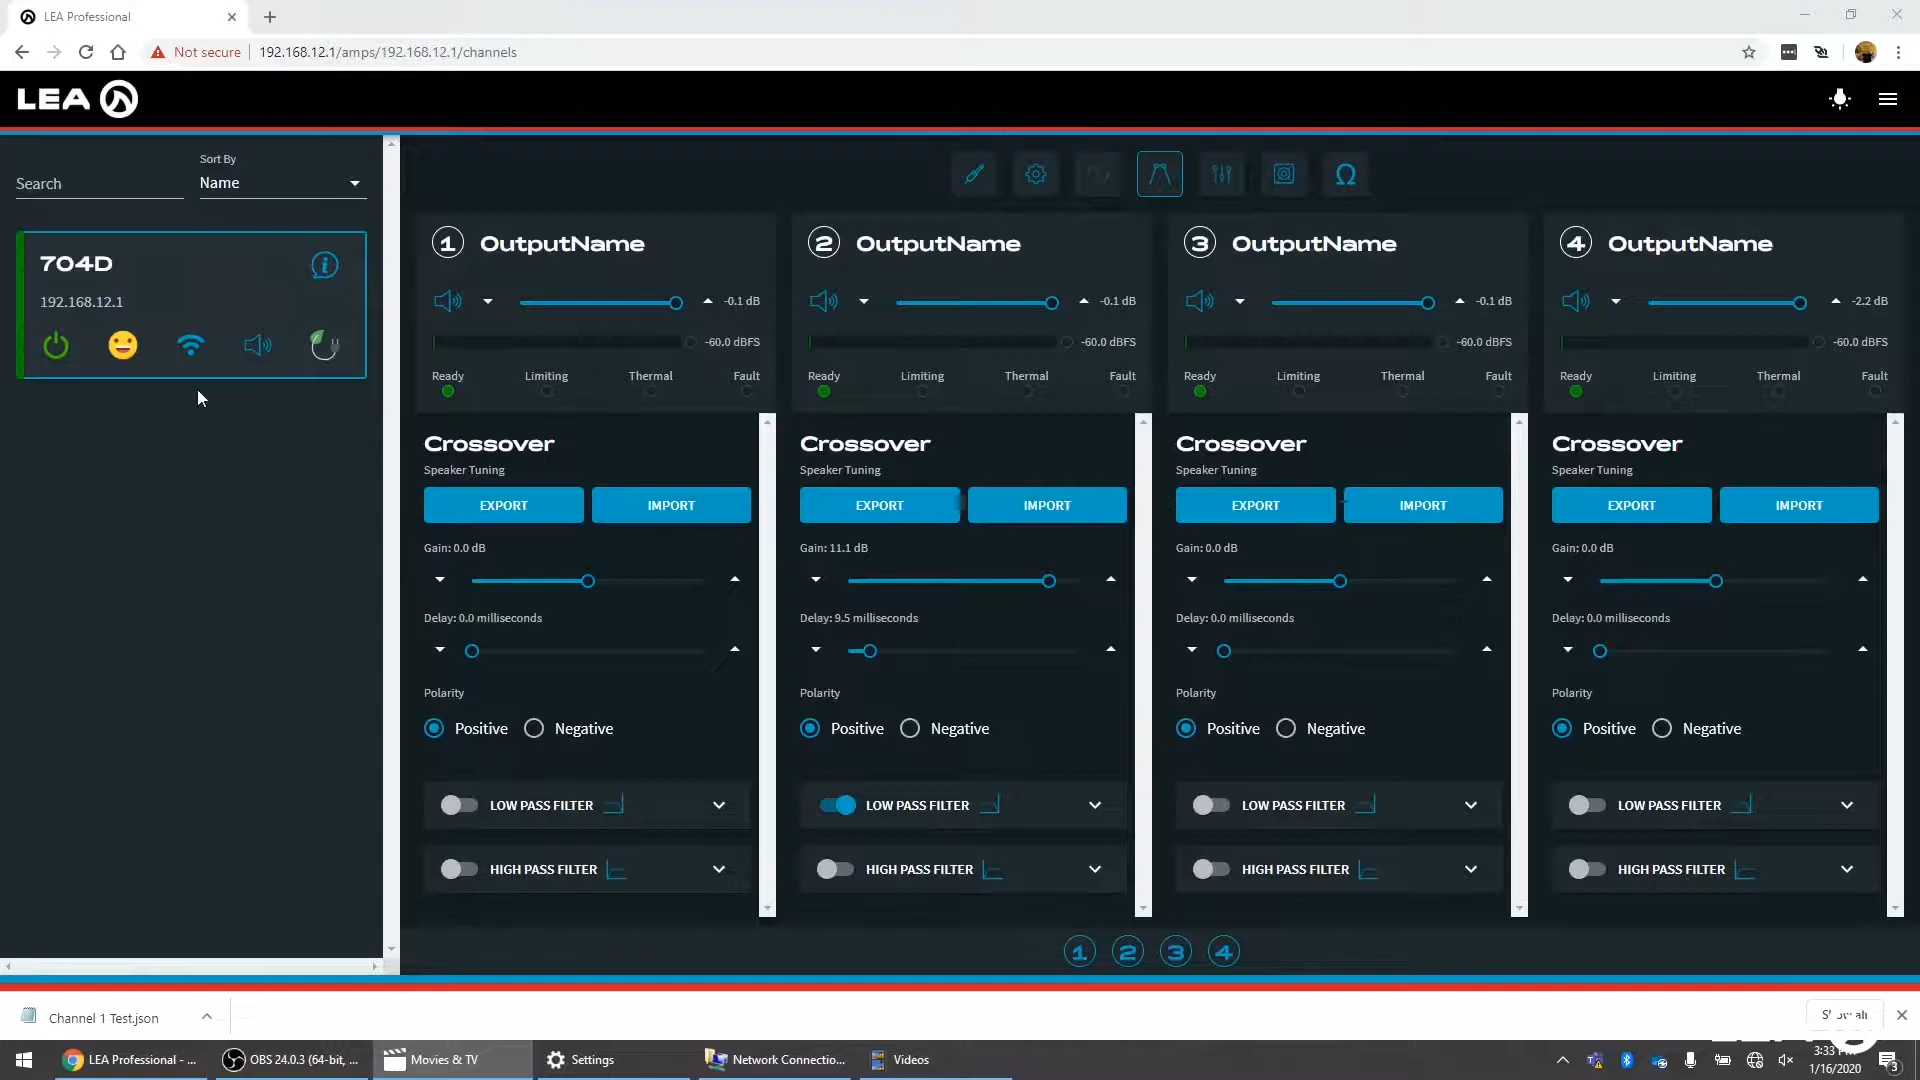 LEA Professional
Not secure
192.168.12.1/amps/192.168.12.1/channels
LEA
Sort By
Search
Name
704D
192.168.12.1
1 OutputName
-0.1 dB
-60.0 dBFS
Ready Limiting Thermal Fault
Crossover
Speaker Tuning
EXPORT IMPORT
Gain: 0.0 dB
Delay: 0.0 milliseconds
Polarity
Positive Negative
LOW PASS FILTER
HIGH PASS FILTER
2 OutputName
-0.1 dB
-60.0 dBFS
Ready Limiting Thermal Fault
Crossover
Speaker Tuning
EXPORT IMPORT
Gain: 11.1 dB
Delay: 9.5 milliseconds
Polarity
Positive Negative
LOW PASS FILTER
HIGH PASS FILTER
3 OutputName
-0.1 dB
-60.0 dBFS
Ready Limiting Thermal Fault
Crossover
Speaker Tuning
EXPORT IMPORT
Gain: 0.0 dB
Delay: 0.0 milliseconds
Polarity
Positive Negative
LOW PASS FILTER
HIGH PASS FILTER
4 OutputName
-2.2 dB
-60.0 dBFS
Ready Limiting Thermal Fault
Crossover
Speaker Tuning
EXPORT IMPORT
Gain: 0.0 dB
Delay: 0.0 milliseconds
Polarity
Positive Negative
LOW PASS FILTER
HIGH PASS FILTER
1 2 3 4
Channel 1 Test.json
Show all
LEA Professional - ...
OBS 24.0.3 (64-bit, ...
Movies & TV
Settings
Network Connectio...
Videos
3:33
1/16/2020
3